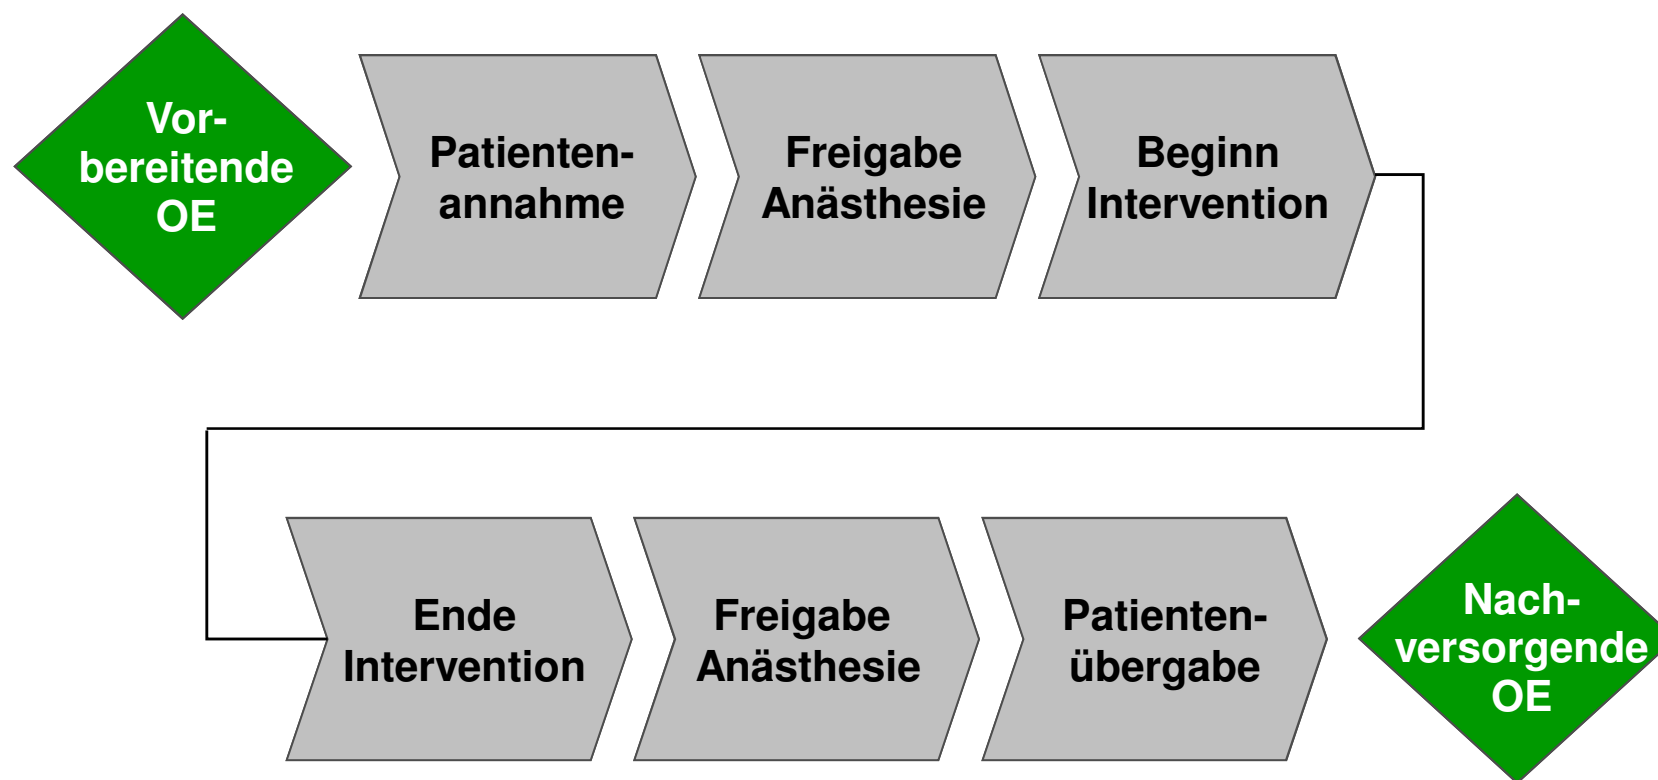 Vor-
bereitende
OE
Patienten-
annahme
Freigabe
Anästhesie
Beginn
Intervention
Ende
Intervention
Freigabe
Anästhesie
Patienten-
übergabe
Nach-
versorgende
OE